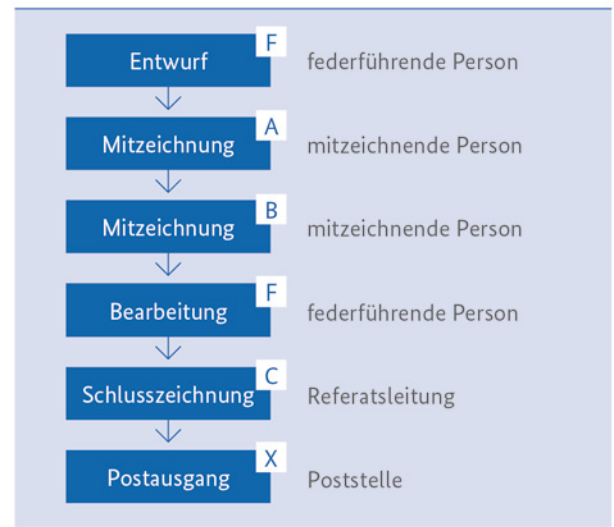 Entwurf F federführende Person
Mitzeichnung A mitzeichnende Person
Mitzeichnung B mitzeichnende Person
Bearbeitung F federführende Person
Schlusszeichnung C Referatsleitung
Postausgang X Poststelle